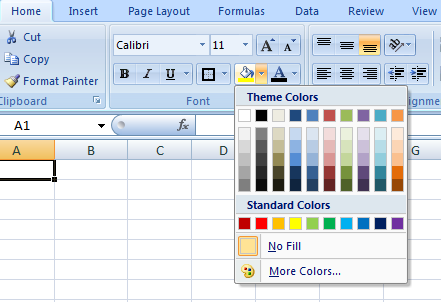 Home Insert Page Layout Formulas Data Review View
Cut
Copy
Format Painter
Clipboard
Calibri 11 A A
B I U A
Font
A1 fx
A B C D G
Theme Colors
Standard Colors
No Fill
More Colors...